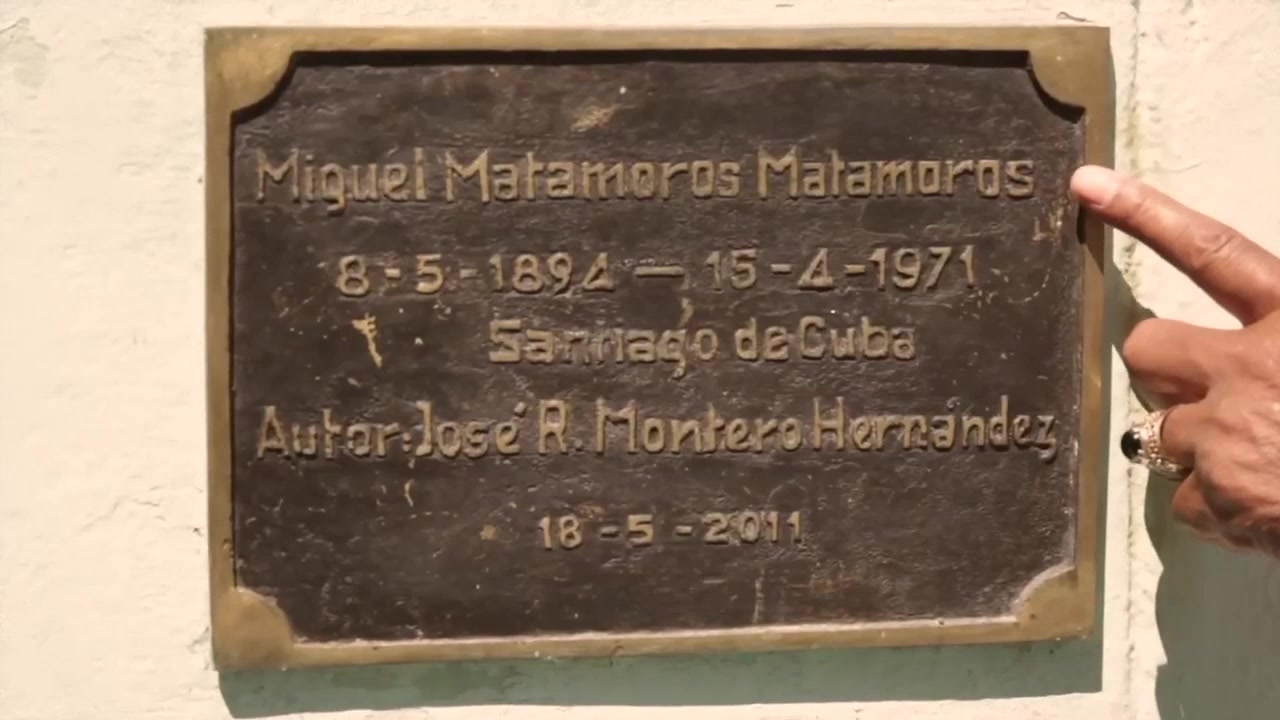 Miguel Matamoros Matamoros
8-5-1894 — 15-4-1971
Santiago de Cuba
Autor: José R. Montero Hernández
18-5-2011